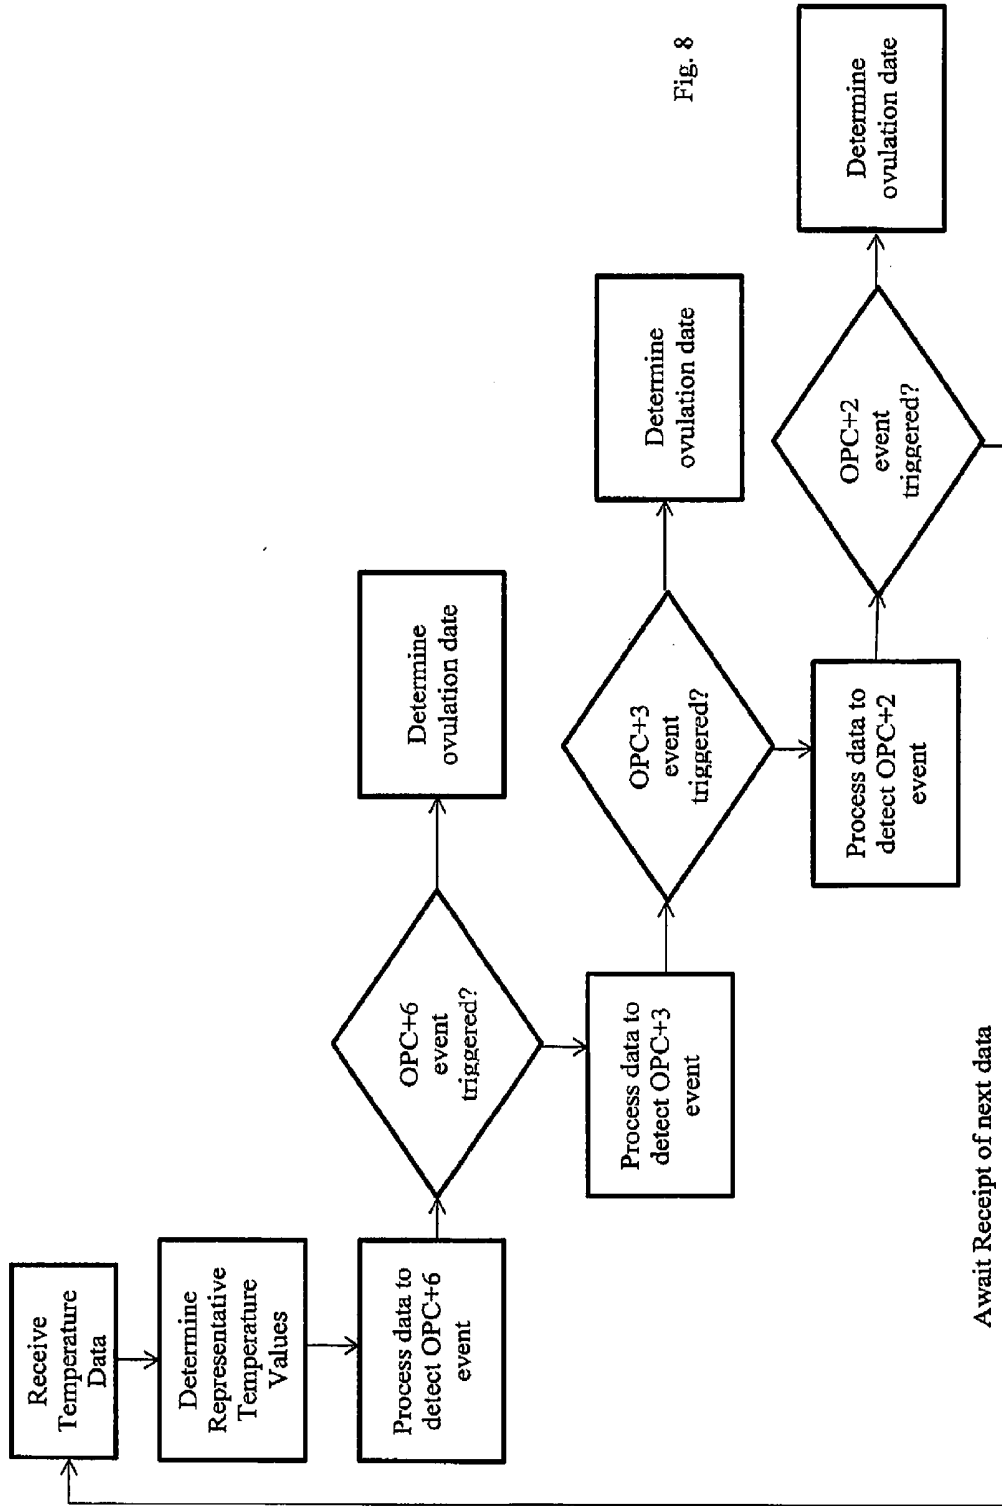 Receive
Temperature
Data
Determine
Representative
Temperature
Values
Process data to
detect OPC+6
event
OPC+6
event
triggered?
Determine
ovulation date
Process data to
detect OPC+3
event
OPC+3
event
triggered?
Determine
ovulation date
Process data to
detect OPC+2
event
OPC+2
event
triggered?
Determine
ovulation date
Await Receipt of next data
Fig. 8